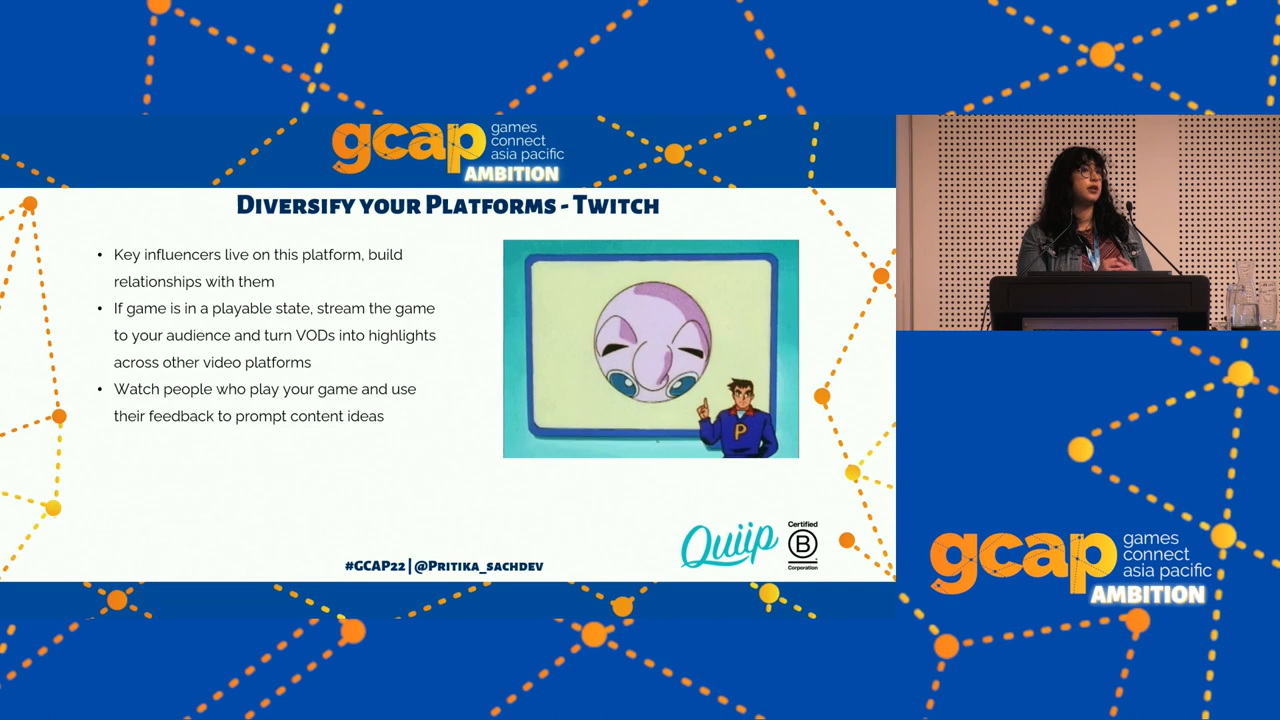 gcap games
connect
asia pacific
AMBITION
Diversify your Platforms - Twitch
• Key influencers live on this platform, build
relationships with them
• If game is in a playable state, stream the game
to your audience and turn VODs into highlights
across other video platforms
• Watch people who play your game and use
their feedback to prompt content ideas
P
Quiip
Certified
B
Corporation
#GCAP22 | @Pritika_sachdev
gcap games
connect
asia pacific
AMBITION